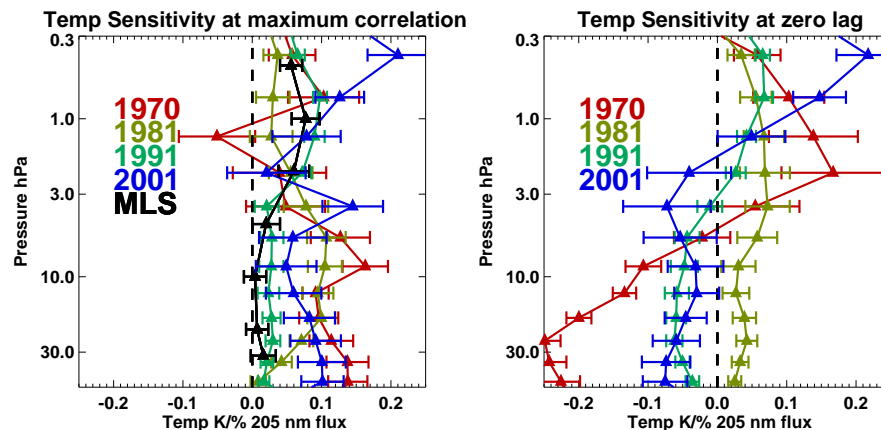 Temp Sensitivity at maximum correlation
0.3
1.0
3.0
10.0
30.0
Pressure hPa
1970
1981
1991
2001
MLS
-0.2 -0.1 0.0 0.1 0.2
Temp K/% 205 nm flux
Temp Sensitivity at zero lag
0.3
1.0
3.0
10.0
30.0
Pressure hPa
1970
1981
1991
2001
-0.2 -0.1 0.0 0.1 0.2
Temp K/% 205 nm flux